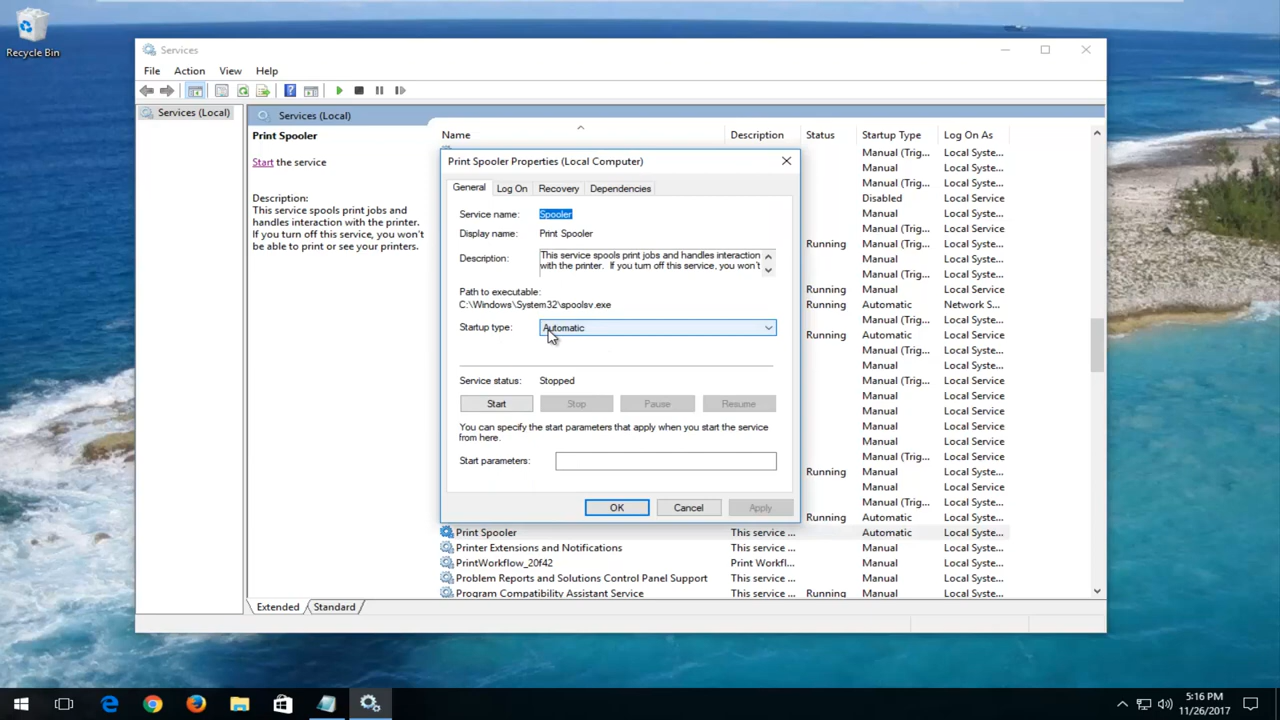 Recycle Bin
Services
File Action View Help
Services (Local)
Services (Local)
Print Spooler
Start the service
Description:
This service spools print jobs and
handles interaction with the printer.
If you turn off this service, you won't
be able to print or see your printers.
Name Description Status Startup Type Log On As
Manual (Trig... Local Syste...
Manual Local Syste...
Manual (Trig... Local Syste...
Disabled Local Service
Manual Local Syste...
Running Manual (Trig... Local Syste...
Manual Local Syste...
Manual (Trig... Local Syste...
Running Manual Local Service
Running Automatic Network S...
Manual Local Syste...
Running Automatic Local Service
Manual (Trig... Local Syste...
Manual Local Syste...
Manual (Trig... Local Syste...
Manual Local Service
Manual Local Service
Manual Local Service
Manual Local Service
Running Manual (Trig... Local Syste...
Running Manual Local Syste...
Manual Local Service
Manual (Trig... Local Syste...
Running Automatic Local Syste...
Print Spooler This service ... Automatic Local Syste...
Printer Extensions and Notifications This service ... Manual Local Syste...
PrintWorkflow_20f42 Print Workfl... Manual Local Syste...
Problem Reports and Solutions Control Panel Support This service ... Manual Local Syste...
Program Compatibility Assistant Service This service ... Running Manual Local Syste...
Extended Standard
Print Spooler Properties (Local Computer)
General Log On Recovery Dependencies
Service name: Spooler
Display name: Print Spooler
Description: This service spools print jobs and handles interaction
with the printer. If you turn off this service, you won't
Path to executable:
C:\Windows\System32\spoolsv.exe
Startup type: Automatic
Service status: Stopped
Start Stop Pause Resume
You can specify the start parameters that apply when you start the service
from here.
Start parameters:
OK Cancel Apply
5:16 PM
11/26/2017